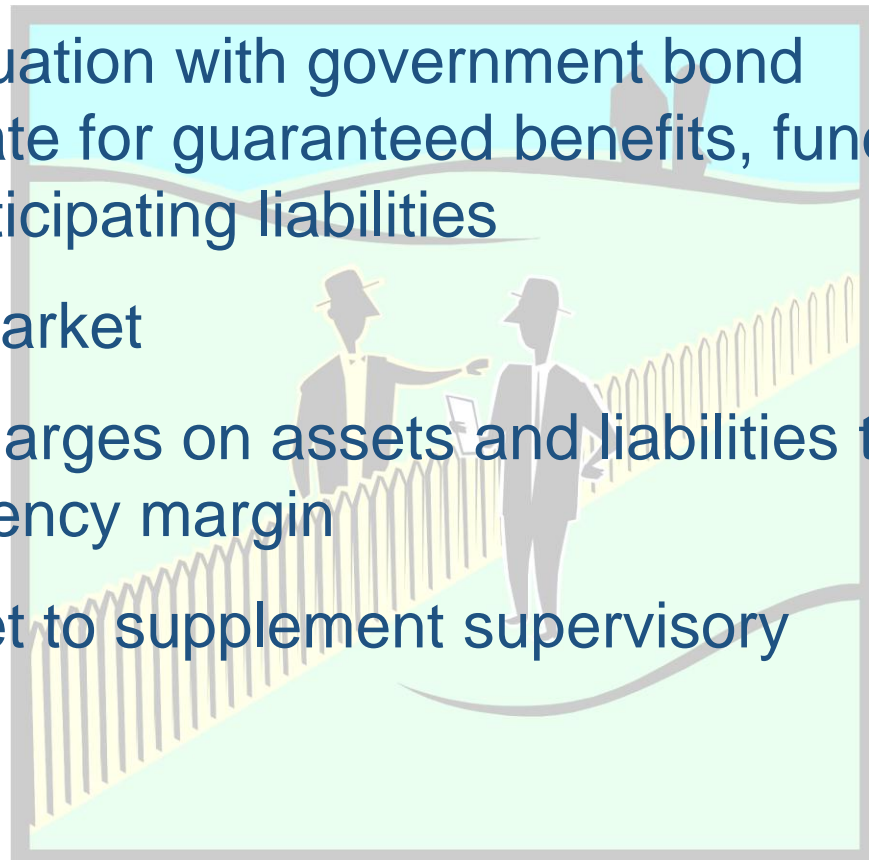 uation with government bond
ate for guaranteed benefits, fund
ticipating liabilities
arket
arges on assets and liabilities t
ency margin
et to supplement supervisory